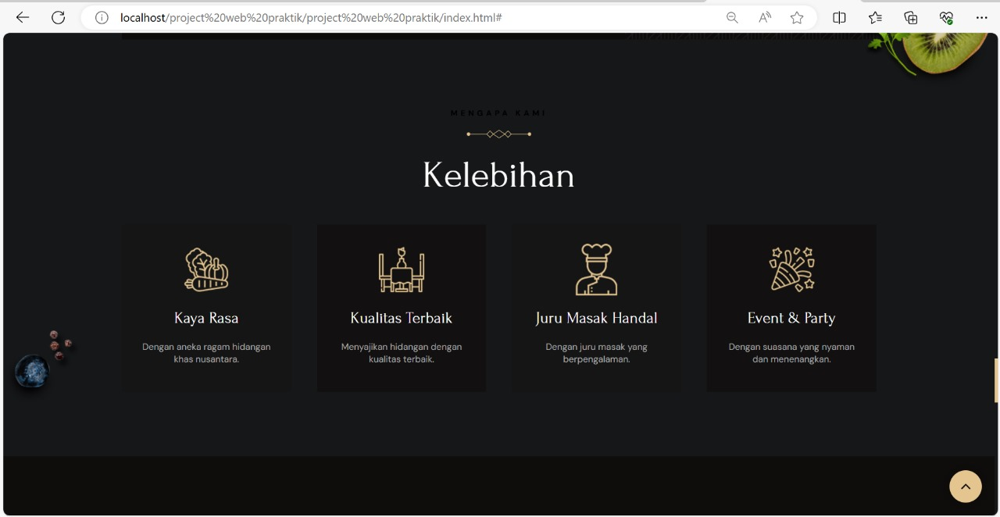 localhost/project%20web%20praktik/project%20web%20praktik/index.html#
MENGAPA KAMI
Kelebihan
Kaya Rasa
Dengan aneka ragam hidangan
khas nusantara.
Kualitas Terbaik
Menyajikan hidangan dengan
kualitas terbaik.
Juru Masak Handal
Dengan juru masak yang
berpengalaman.
Event & Party
Dengan suasana yang nyaman
dan menenangkan.